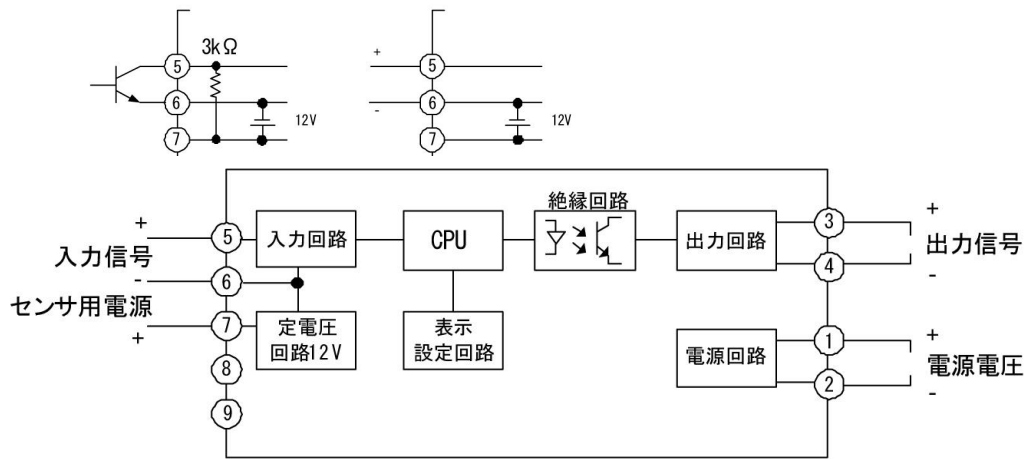 3kΩ
5
6
7
12V
+
-
5
6
7
12V
+
入力信号
-
センサ用電源
+
5
6
7
8
9
入力回路
定電圧
回路12V
CPU
表示
設定回路
絶縁回路
出力回路
電源回路
3
4
1
2
+
出力信号
-
+
電源電圧
-